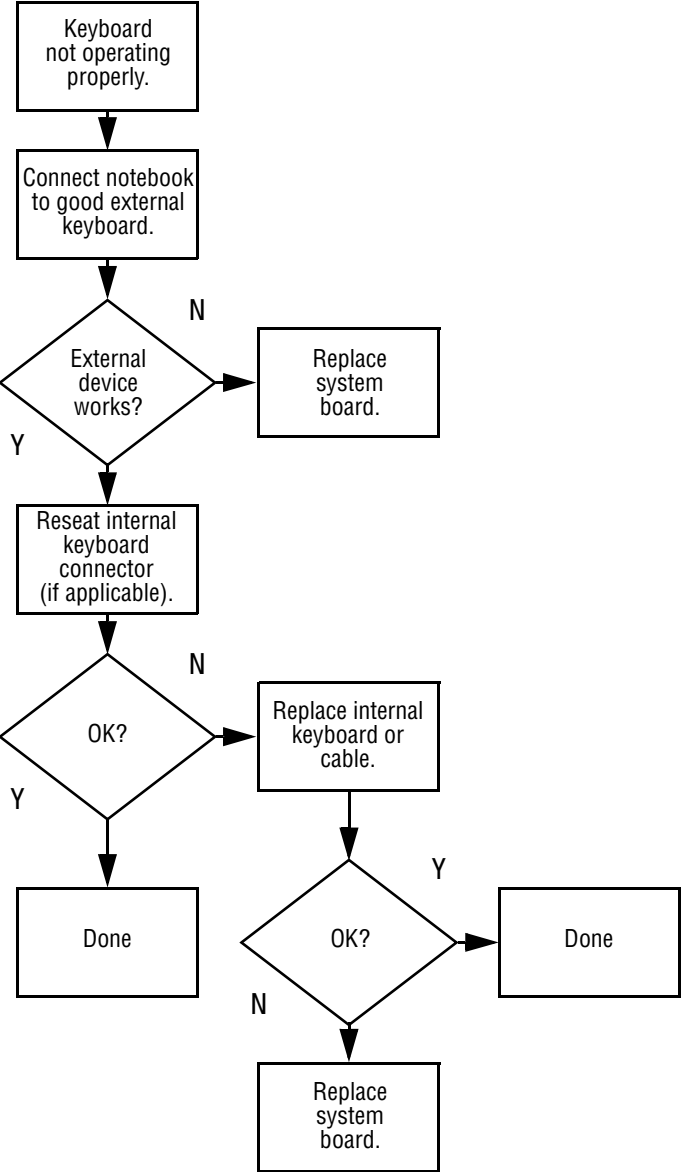 Keyboard
not operating
properly.
Connect notebook
to good external
keyboard.
N
External
device
works?
Replace
system
board.
Y
Reseat internal
keyboard
connector
(if applicable).
N
OK?
Replace internal
keyboard or
cable.
Y
Y
Done
OK?
Done
N
Replace
system
board.